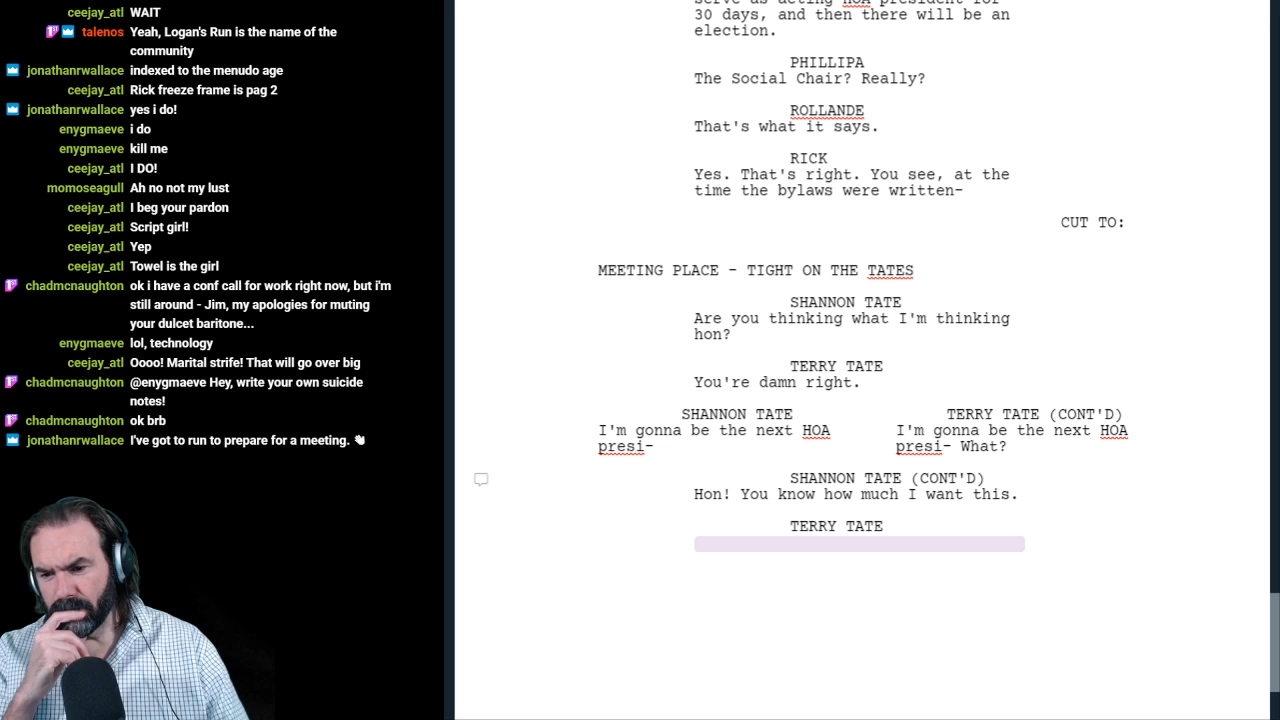 ceejay_atl WAIT
talenos Yeah, Logan's Run is the name of the
community
jonathanrwallace indexed to the menudo age
ceejay_atl Rick freeze frame is pag 2
jonathanrwallace yes i do!
enygmaeve i do
enygmaeve kill me
ceejay_atl I DO!
momoseagull Ah no not my lust
ceejay_atl I beg your pardon
ceejay_atl Script girl!
ceejay_atl Yep
ceejay_atl Towel is the girl
chadmcnaughton ok i have a conf call for work right now, but i'm
still around - Jim, my apologies for muting
your dulcet baritone...
enygmaeve lol, technology
ceejay_atl Oooo! Marital strife! That will go over big
chadmcnaughton @enygmaeve Hey, write your own suicide
notes!
chadmcnaughton ok brb
jonathanrwallace I've got to run to prepare for a meeting. 👋
serve as acting HOA president for
30 days, and then there will be an
election.
PHILLIPA
The Social Chair? Really?
ROLLANDE
That's what it says.
RICK
Yes. That's right. You see, at the
time the bylaws were written-
CUT TO:
MEETING PLACE - TIGHT ON THE TATES
SHANNON TATE
Are you thinking what I'm thinking
hon?
TERRY TATE
You're damn right.
SHANNON TATE
I'm gonna be the next HOA
presi-
TERRY TATE (CONT'D)
I'm gonna be the next HOA
presi- What?
SHANNON TATE (CONT'D)
Hon! You know how much I want this.
TERRY TATE